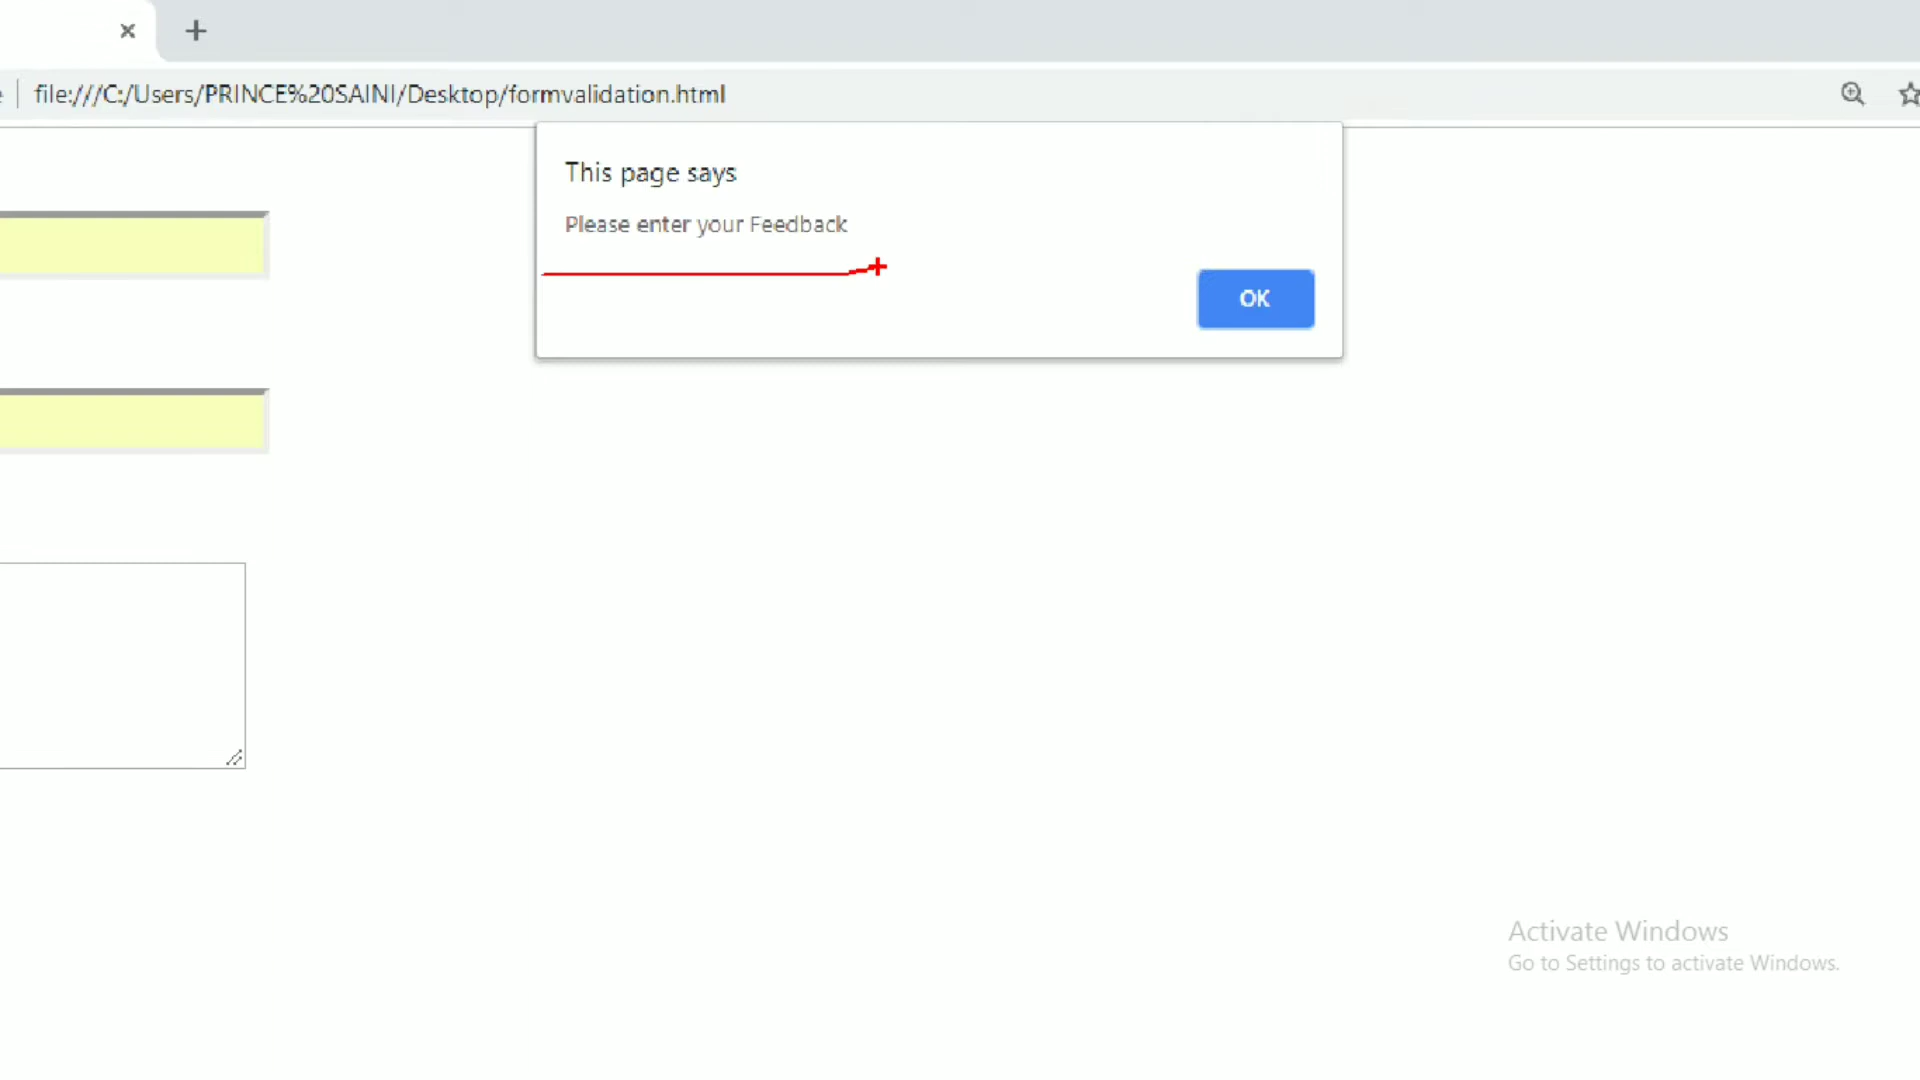 file:///C:/Users/PRINCE%20SAINI/Desktop/formvalidation.html
This page says
Please enter your Feedback
OK
Activate Windows
Go to Settings to activate Windows.